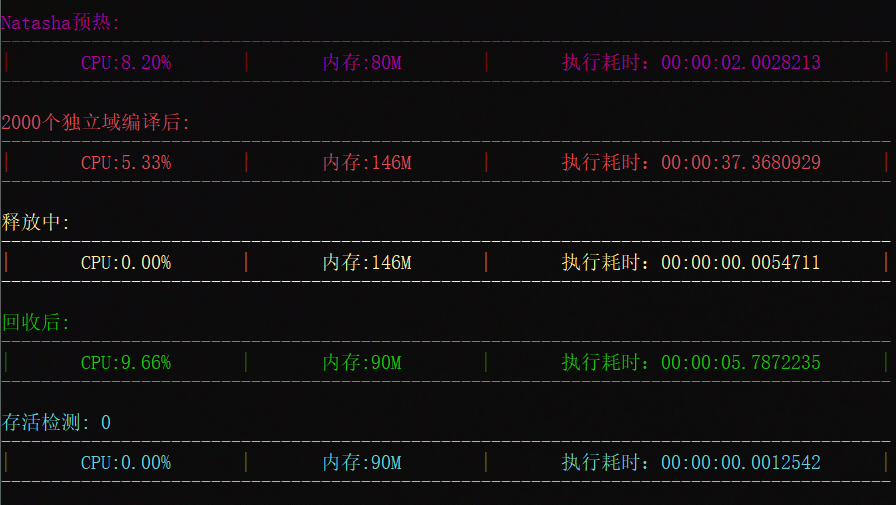 Natasha预热:
| CPU:8.20% | 内存:80M | 执行耗时：00:00:02.0028213 |
2000个独立域编译后:
| CPU:5.33% | 内存:146M | 执行耗时：00:00:37.3680929 |
释放中:
| CPU:0.00% | 内存:146M | 执行耗时：00:00:00.0054711 |
回收后:
| CPU:9.66% | 内存:90M | 执行耗时：00:00:05.7872235 |
存活检测: 0
| CPU:0.00% | 内存:90M | 执行耗时：00:00:00.0012542 |